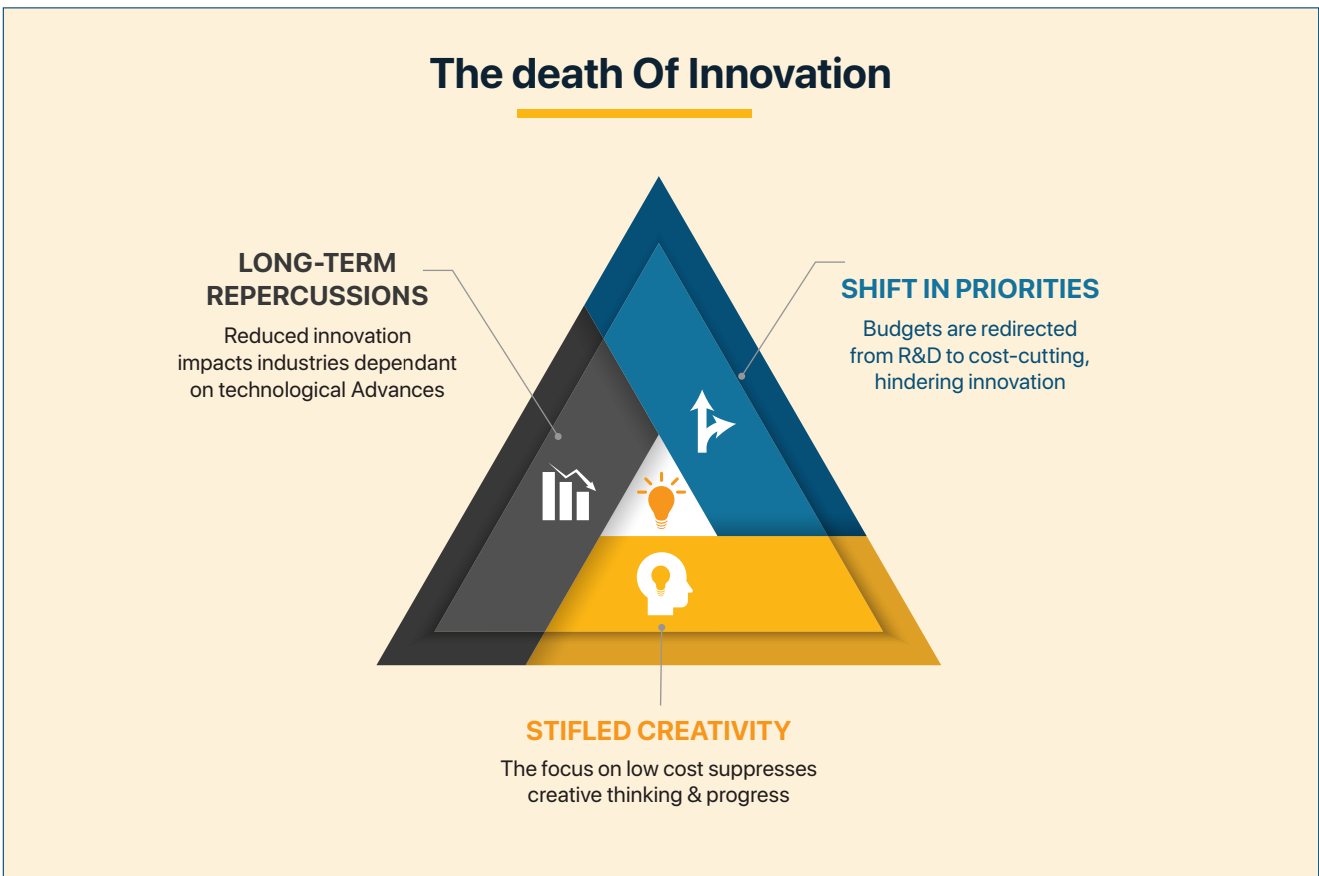 The death Of Innovation
LONG-TERM
REPERCUSSIONS
Reduced innovation
impacts industries dependant
on technological Advances
SHIFT IN PRIORITIES
Budgets are redirected
from R&D to cost-cutting,
hindering innovation
STIFLED CREATIVITY
The focus on low cost suppresses
creative thinking & progress